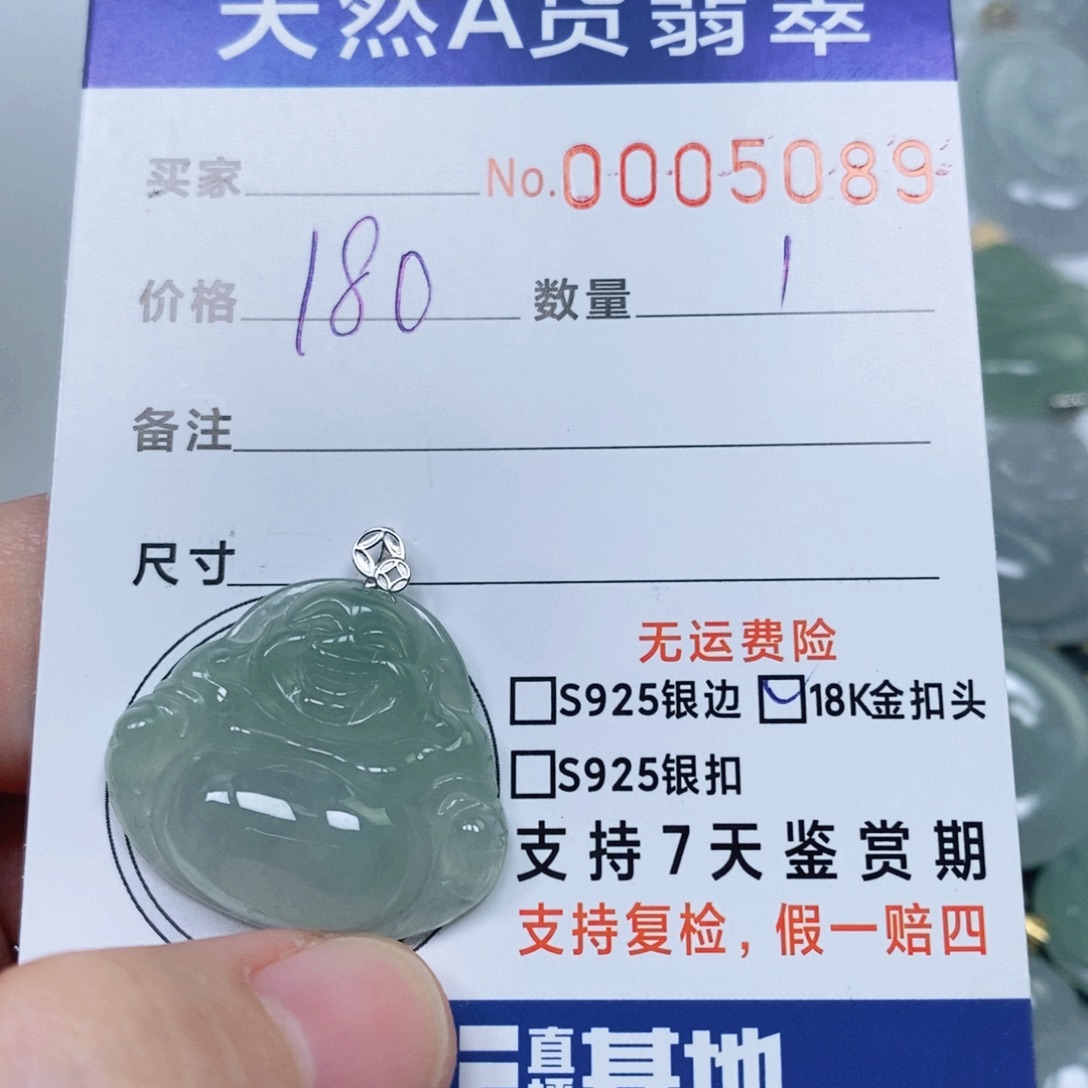 天然A货翡翠
买家 No.0005089
价格 180 数量 1
备注
尺寸
无运费险
S925银边 18K金扣头
S925银扣
支持7天鉴赏期
支持复检，假一赔四
直播基地